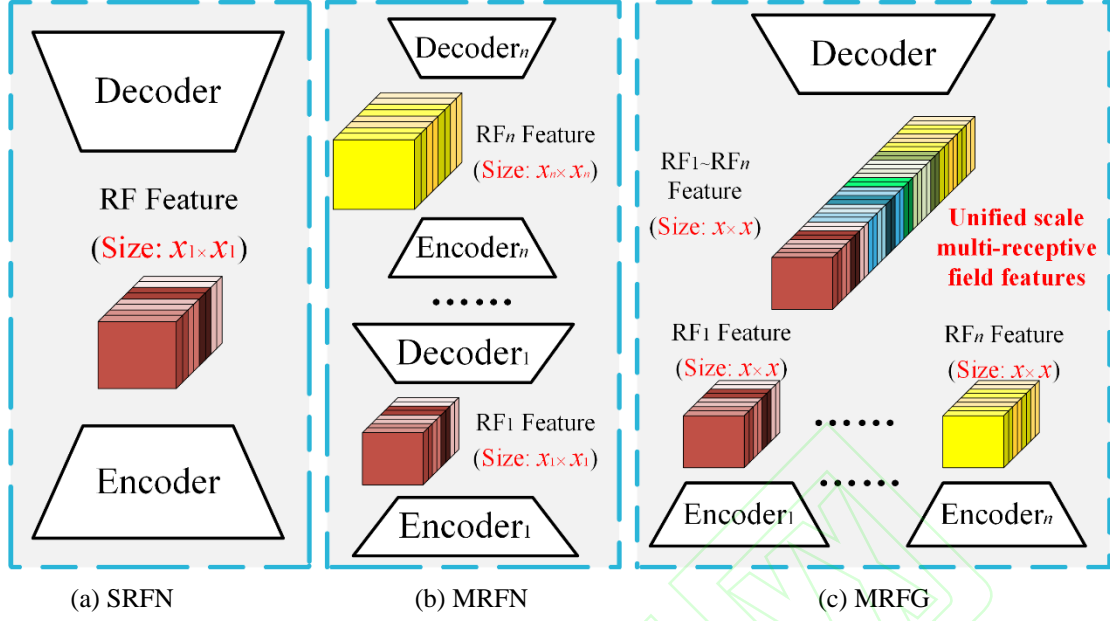 Decoder
RF Feature
(Size: x₁×x₁)
Encoder
(a) SRFN
Decoderₙ
RFₙ Feature
(Size: xₙ×xₙ)
Encoderₙ
······
Decoder₁
RF₁ Feature
(Size: x₁×x₁)
Encoder₁
(b) MRFN
Decoder
RF₁~RFₙ
Feature
(Size: x×x)
Unified scale
multi-receptive
field features
RF₁ Feature
(Size: x×x)
RFₙ Feature
(Size: x×x)
······
······
Encoder₁
Encoderₙ
(c) MRFG